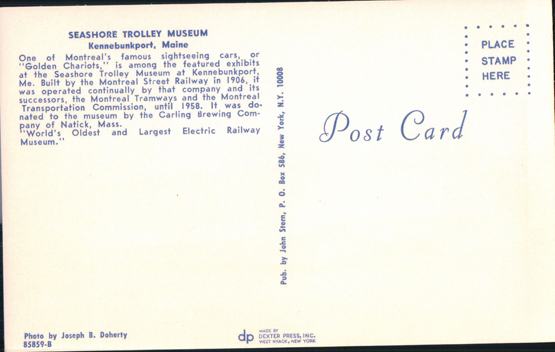 SEASHORE TROLLEY MUSEUM
Kennebunkport, Maine
One of Montreal's famous sightseeing cars, or
"Golden Chariots," is among the featured exhibits
at the Seashore Trolley Museum at Kennebunkport,
Me. Built by the Montreal Street Railway in 1906, it
was operated continually by that company and its
successors, the Montreal Tramways and the Montreal
Transportation Commission, until 1958. It was do-
nated to the museum by the Carling Brewing Com-
pany of Natick, Mass.
"World's Oldest and Largest Electric Railway
Museum."
Photo by Joseph B. Doherty
85859-B
Pub. by John Stern, P. O. Box 586, New York, N.Y. 10008
dp
MADE BY
DEXTER PRESS, INC.
WEST NYACK, NEW YORK
Post Card
PLACE
STAMP
HERE